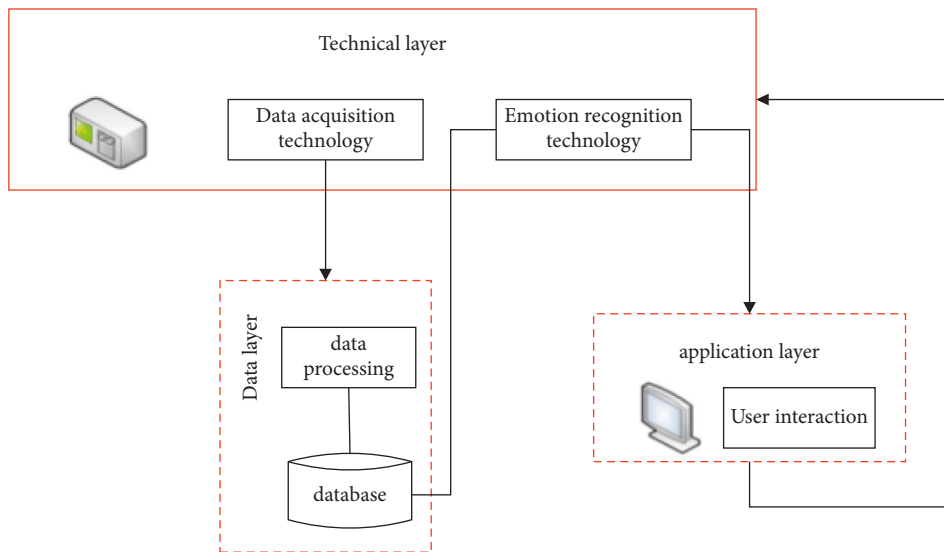 Technical layer
Data acquisition
technology
Emotion recognition
technology
Data layer
data
processing
database
application layer
User interaction